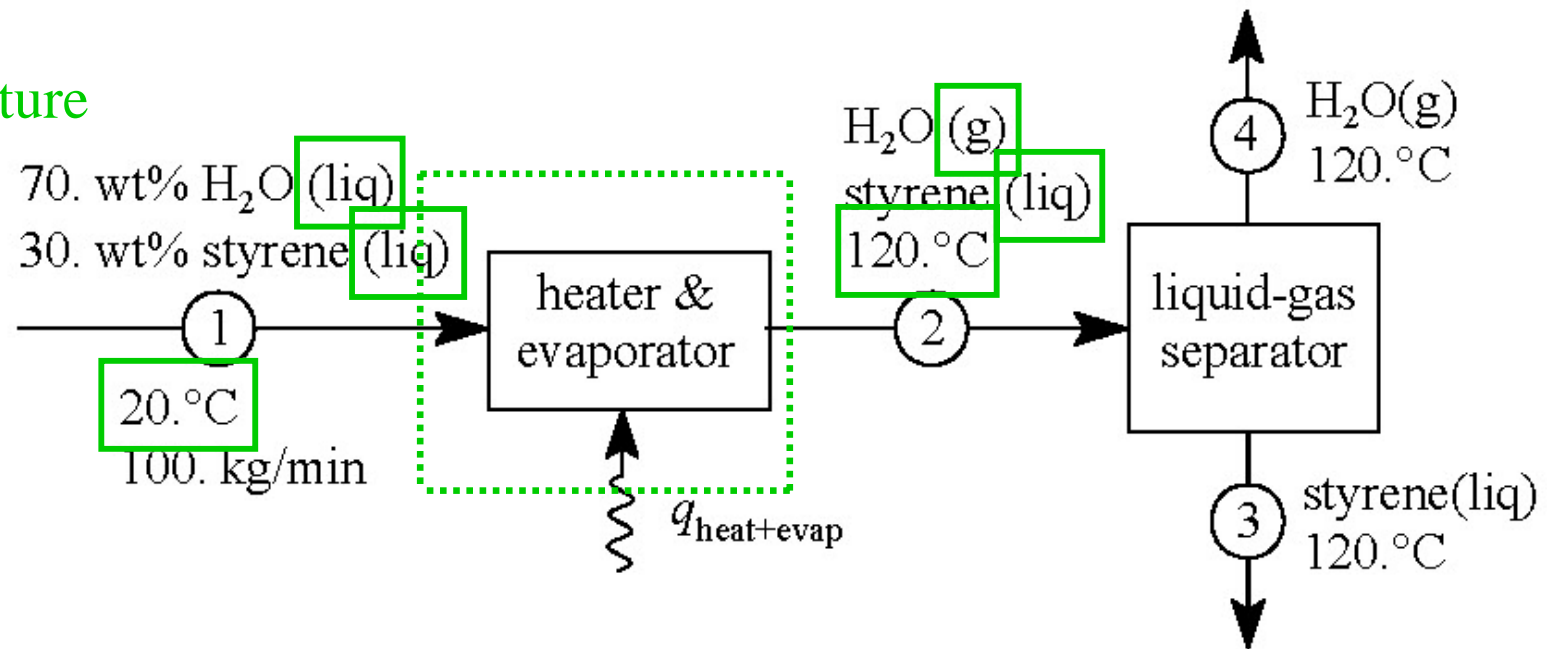 ture
70. wt% H₂O (liq)
30. wt% styrene (liq)
1
20.°C
100. kg/min
heater &
evaporator
qheat+evap
H₂O (g)
styrene (liq)
120.°C
2
liquid-gas
separator
4
H₂O(g)
120.°C
3
styrene(liq)
120.°C